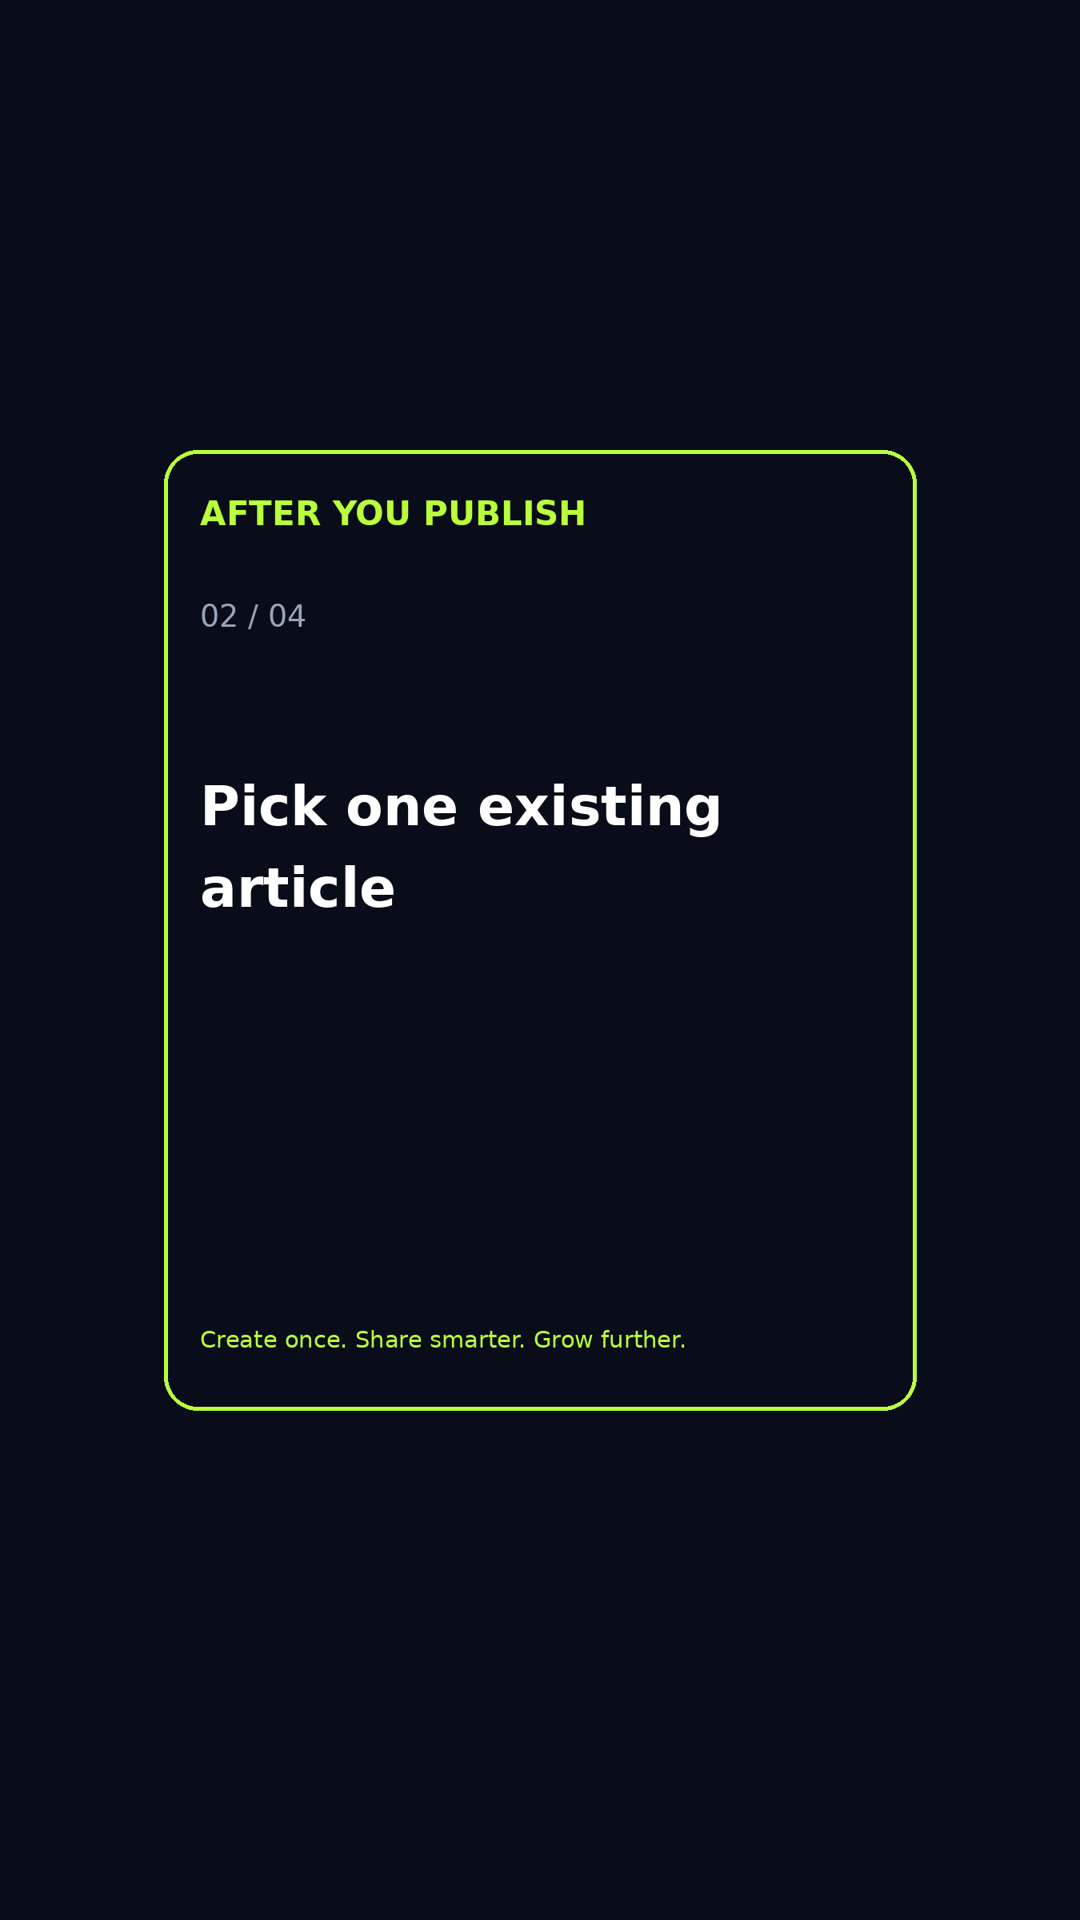 AFTER YOU PUBLISH
02 / 04
Pick one existing
article
Create once. Share smarter. Grow further.